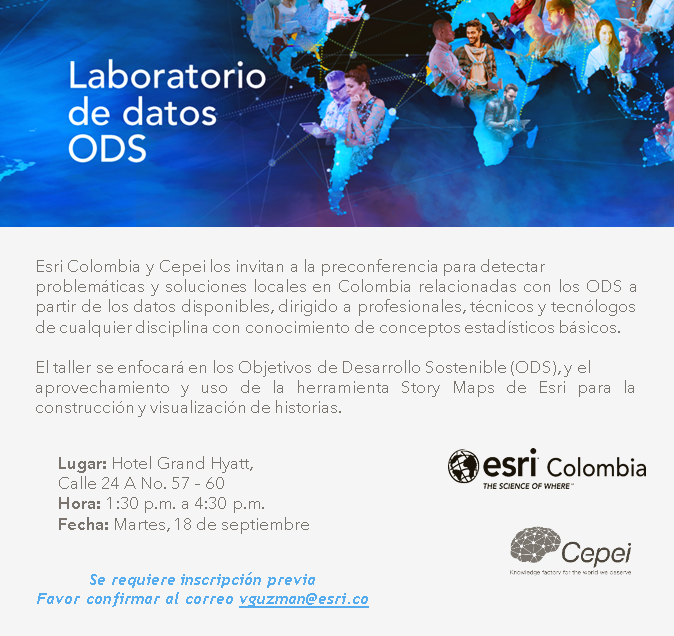 Laboratorio
de datos
ODS
Esri Colombia y Cepei los invitan a la preconferencia para detectar
problemáticas y soluciones locales en Colombia relacionadas con los ODS a
partir de los datos disponibles, dirigido a profesionales, técnicos y tecnólogos
de cualquier disciplina con conocimiento de conceptos estadísticos básicos.
El taller se enfocará en los Objetivos de Desarrollo Sostenible (ODS), y el
aprovechamiento y uso de la herramienta Story Maps de Esri para la
construcción y visualización de historias.
Lugar: Hotel Grand Hyatt,
Calle 24 A No. 57 – 60
Hora: 1:30 p.m. a 4:30 p.m.
Fecha: Martes, 18 de septiembre
esri Colombia
THE SCIENCE OF WHERE™
Cepei
Knowledge factory for the world we observe
Se requiere inscripción previa
Favor confirmar al correo vguzman@esri.co